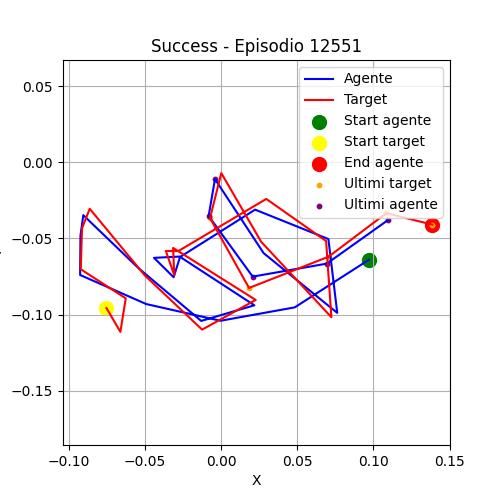 Success - Episodio 12551
Agente
Target
Start agente
Start target
End agente
Ultimi target
Ultimi agente
0.05
0.00
−0.05
−0.10
−0.15
−0.10
−0.05
0.00
0.05
0.10
0.15
X